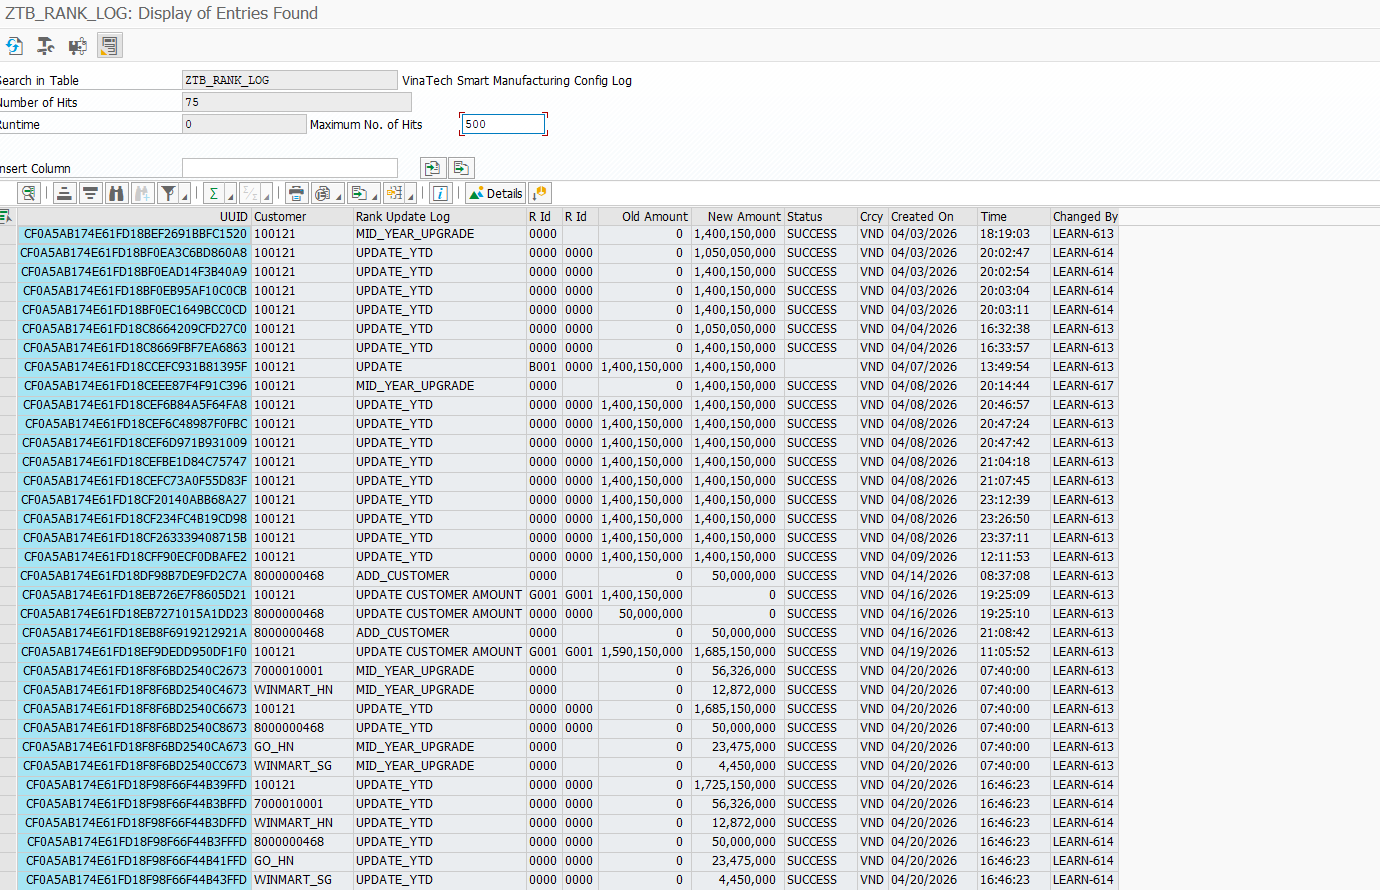 ZTB_RANK_LOG: Display of Entries Found
Search in Table ZTB_RANK_LOG VinaTech Smart Manufacturing Config Log
Number of Hits 75
Runtime 0 Maximum No. of Hits 500
Insert Column
Details
UUID Customer Rank Update Log R Id R Id Old Amount New Amount Status Crcy Created On Time Changed By
CF0A5AB174E61FD18BEF2691BBFC1520 100121 MID_YEAR_UPGRADE 0000 0 1,400,150,000 SUCCESS VND 04/03/2026 18:19:03 LEARN-613
CF0A5AB174E61FD18BF0EA3C6BD860A8 100121 UPDATE_YTD 0000 0000 0 1,050,050,000 SUCCESS VND 04/03/2026 20:02:47 LEARN-614
CF0A5AB174E61FD18BF0EAD14F3B40A9 100121 UPDATE_YTD 0000 0000 0 1,400,150,000 SUCCESS VND 04/03/2026 20:02:54 LEARN-614
CF0A5AB174E61FD18BF0EB95AF10C0CB 100121 UPDATE_YTD 0000 0000 0 1,400,150,000 SUCCESS VND 04/03/2026 20:03:04 LEARN-614
CF0A5AB174E61FD18BF0EC1649BCC0CD 100121 UPDATE_YTD 0000 0000 0 1,400,150,000 SUCCESS VND 04/03/2026 20:03:11 LEARN-614
CF0A5AB174E61FD18C8664209CFD27C0 100121 UPDATE_YTD 0000 0000 0 1,050,050,000 SUCCESS VND 04/04/2026 16:32:38 LEARN-613
CF0A5AB174E61FD18C8669FBF7EA6863 100121 UPDATE_YTD 0000 0000 0 1,400,150,000 SUCCESS VND 04/04/2026 16:33:57 LEARN-613
CF0A5AB174E61FD18CCEFC931B81395F 100121 UPDATE B001 0000 1,400,150,000 1,400,150,000 VND 04/07/2026 13:49:54 LEARN-613
CF0A5AB174E61FD18CEEE87F4F91C396 100121 MID_YEAR_UPGRADE 0000 0 1,400,150,000 SUCCESS VND 04/08/2026 20:14:44 LEARN-617
CF0A5AB174E61FD18CEF6B84A5F64FA8 100121 UPDATE_YTD 0000 0000 1,400,150,000 1,400,150,000 SUCCESS VND 04/08/2026 20:46:57 LEARN-613
CF0A5AB174E61FD18CEF6C48987F0FBC 100121 UPDATE_YTD 0000 0000 1,400,150,000 1,400,150,000 SUCCESS VND 04/08/2026 20:47:24 LEARN-613
CF0A5AB174E61FD18CEF6D971B931009 100121 UPDATE_YTD 0000 0000 1,400,150,000 1,400,150,000 SUCCESS VND 04/08/2026 20:47:42 LEARN-613
CF0A5AB174E61FD18CEFBE1D84C75747 100121 UPDATE_YTD 0000 0000 1,400,150,000 1,400,150,000 SUCCESS VND 04/08/2026 21:04:18 LEARN-613
CF0A5AB174E61FD18CEFC73A0F55D83F 100121 UPDATE_YTD 0000 0000 1,400,150,000 1,400,150,000 SUCCESS VND 04/08/2026 21:07:45 LEARN-613
CF0A5AB174E61FD18CF20140ABB68A27 100121 UPDATE_YTD 0000 0000 1,400,150,000 1,400,150,000 SUCCESS VND 04/08/2026 23:12:39 LEARN-613
CF0A5AB174E61FD18CF234FC4B19CD98 100121 UPDATE_YTD 0000 0000 1,400,150,000 1,400,150,000 SUCCESS VND 04/08/2026 23:26:50 LEARN-613
CF0A5AB174E61FD18CF263339408715B 100121 UPDATE_YTD 0000 0000 1,400,150,000 1,400,150,000 SUCCESS VND 04/08/2026 23:37:11 LEARN-613
CF0A5AB174E61FD18CFF90ECF0DBAFE2 100121 UPDATE_YTD 0000 0000 1,400,150,000 1,400,150,000 SUCCESS VND 04/09/2026 12:11:53 LEARN-613
CF0A5AB174E61FD18DF98B7DE9FD2C7A 8000000468 ADD_CUSTOMER 0000 0 50,000,000 SUCCESS VND 04/14/2026 08:37:08 LEARN-613
CF0A5AB174E61FD18EB726E7F8605D21 100121 UPDATE CUSTOMER AMOUNT G001 G001 1,400,150,000 0 SUCCESS VND 04/16/2026 19:25:09 LEARN-613
CF0A5AB174E61FD18EB7271015A1DD23 8000000468 UPDATE CUSTOMER AMOUNT 0000 0000 50,000,000 0 SUCCESS VND 04/16/2026 19:25:10 LEARN-613
CF0A5AB174E61FD18EB8F6919212921A 8000000468 ADD_CUSTOMER 0000 0 50,000,000 SUCCESS VND 04/16/2026 21:08:42 LEARN-613
CF0A5AB174E61FD18EF9DEDD950DF1F0 100121 UPDATE CUSTOMER AMOUNT G001 G001 1,590,150,000 1,685,150,000 SUCCESS VND 04/19/2026 11:05:52 LEARN-613
CF0A5AB174E61FD18F8F6BD2540C2673 7000010001 MID_YEAR_UPGRADE 0000 0 56,326,000 SUCCESS VND 04/20/2026 07:40:00 LEARN-613
CF0A5AB174E61FD18F8F6BD2540C4673 WINMART_HN MID_YEAR_UPGRADE 0000 0 12,872,000 SUCCESS VND 04/20/2026 07:40:00 LEARN-613
CF0A5AB174E61FD18F8F6BD2540C6673 100121 UPDATE_YTD 0000 0000 0 1,685,150,000 SUCCESS VND 04/20/2026 07:40:00 LEARN-613
CF0A5AB174E61FD18F8F6BD2540C8673 8000000468 UPDATE_YTD 0000 0000 0 50,000,000 SUCCESS VND 04/20/2026 07:40:00 LEARN-613
CF0A5AB174E61FD18F8F6BD2540CA673 GO_HN MID_YEAR_UPGRADE 0000 0 23,475,000 SUCCESS VND 04/20/2026 07:40:00 LEARN-613
CF0A5AB174E61FD18F8F6BD2540CC673 WINMART_SG MID_YEAR_UPGRADE 0000 0 4,450,000 SUCCESS VND 04/20/2026 07:40:00 LEARN-613
CF0A5AB174E61FD18F98F66F44B39FFD 100121 UPDATE_YTD 0000 0000 0 1,725,150,000 SUCCESS VND 04/20/2026 16:46:23 LEARN-614
CF0A5AB174E61FD18F98F66F44B3BFFD 7000010001 UPDATE_YTD 0000 0000 0 56,326,000 SUCCESS VND 04/20/2026 16:46:23 LEARN-614
CF0A5AB174E61FD18F98F66F44B3DFFD WINMART_HN UPDATE_YTD 0000 0000 0 12,872,000 SUCCESS VND 04/20/2026 16:46:23 LEARN-614
CF0A5AB174E61FD18F98F66F44B3FFFD 8000000468 UPDATE_YTD 0000 0000 0 50,000,000 SUCCESS VND 04/20/2026 16:46:23 LEARN-614
CF0A5AB174E61FD18F98F66F44B41FFD GO_HN UPDATE_YTD 0000 0000 0 23,475,000 SUCCESS VND 04/20/2026 16:46:23 LEARN-614
CF0A5AB174E61FD18F98F66F44B43FFD WINMART_SG UPDATE_YTD 0000 0000 0 4,450,000 SUCCESS VND 04/20/2026 16:46:23 LEARN-614